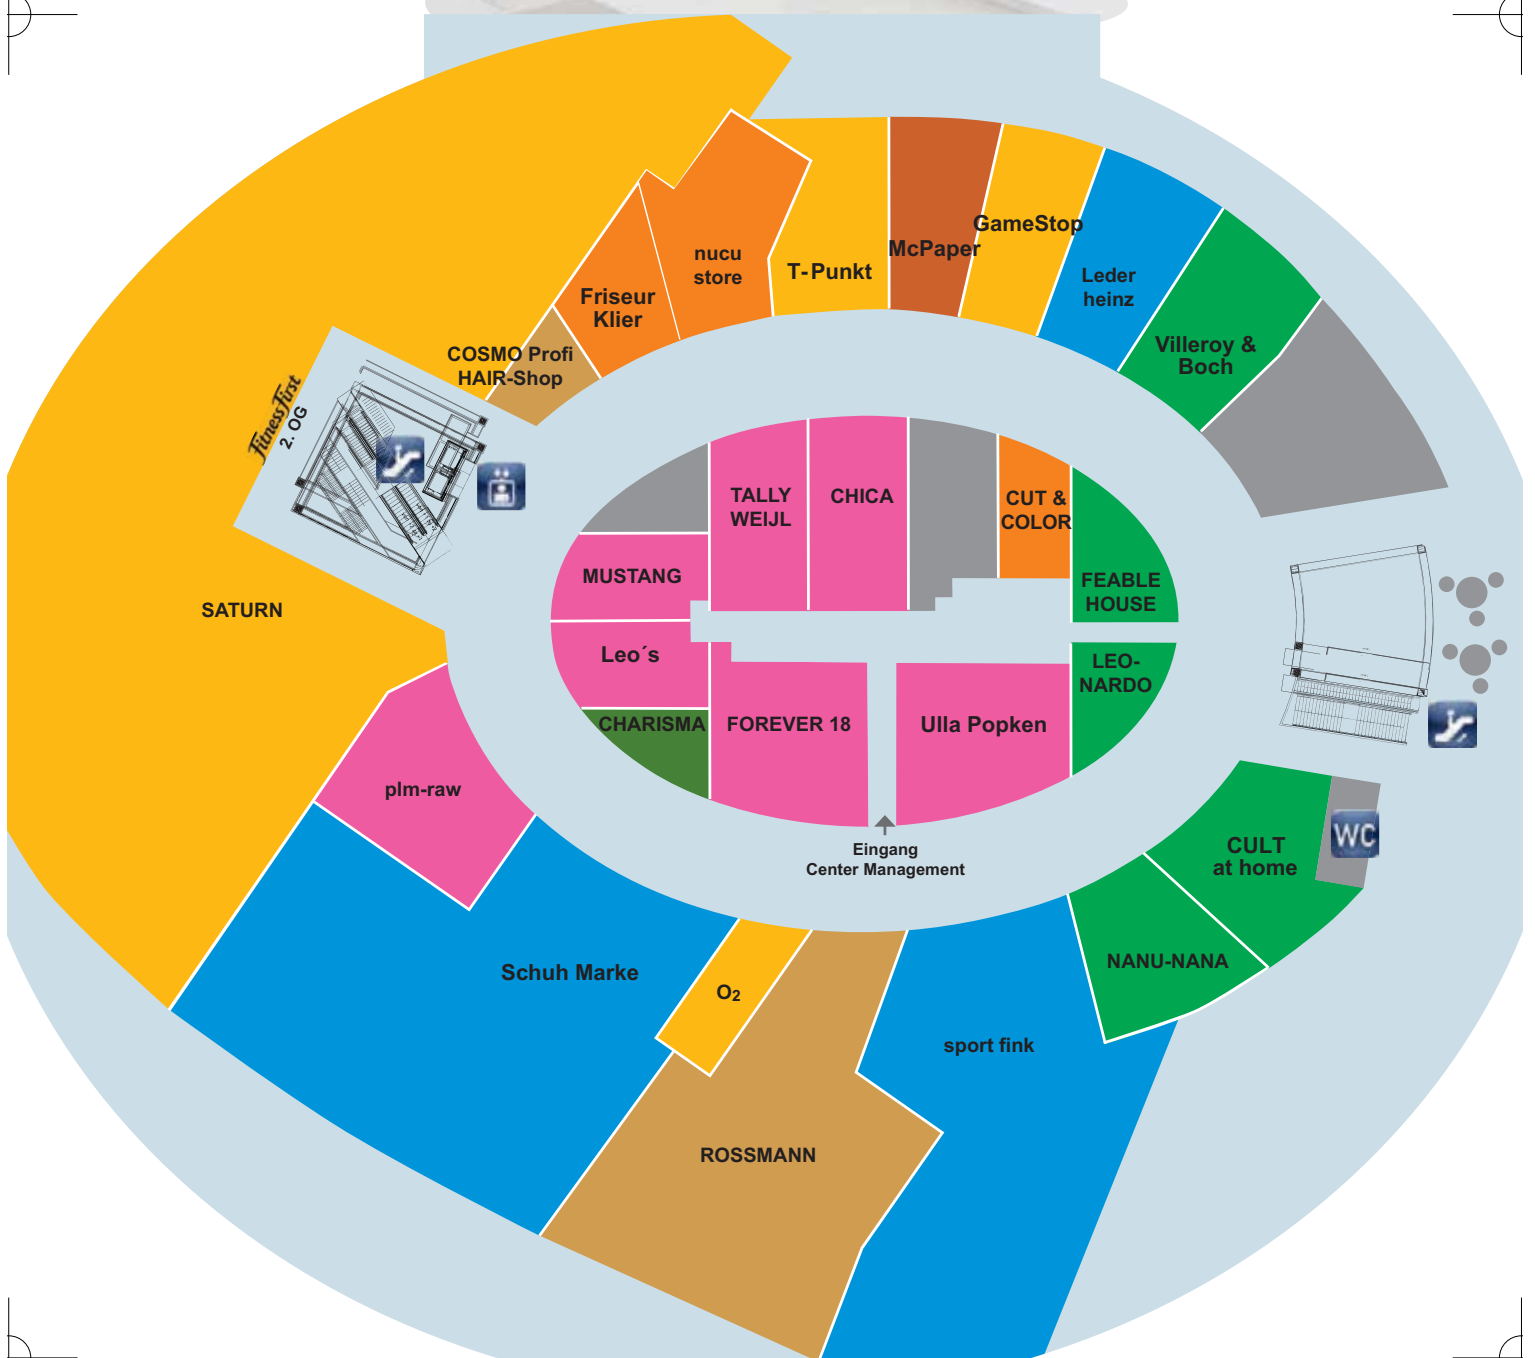 nucu
store
T-Punkt
McPaper
GameStop
Leder
heinz
Villeroy &
Boch
Friseur
Klier
COSMO Profi
HAIR-Shop
Fitness First
2. OG
SATURN
TALLY
WEIJL
CHICA
CUT &
COLOR
MUSTANG
FEABLE
HOUSE
Leo´s
LEO-
NARDO
CHARISMA
FOREVER 18
Ulla Popken
plm-raw
Eingang
Center Management
CULT
at home
WC
NANU-NANA
Schuh Marke
O2
sport fink
ROSSMANN